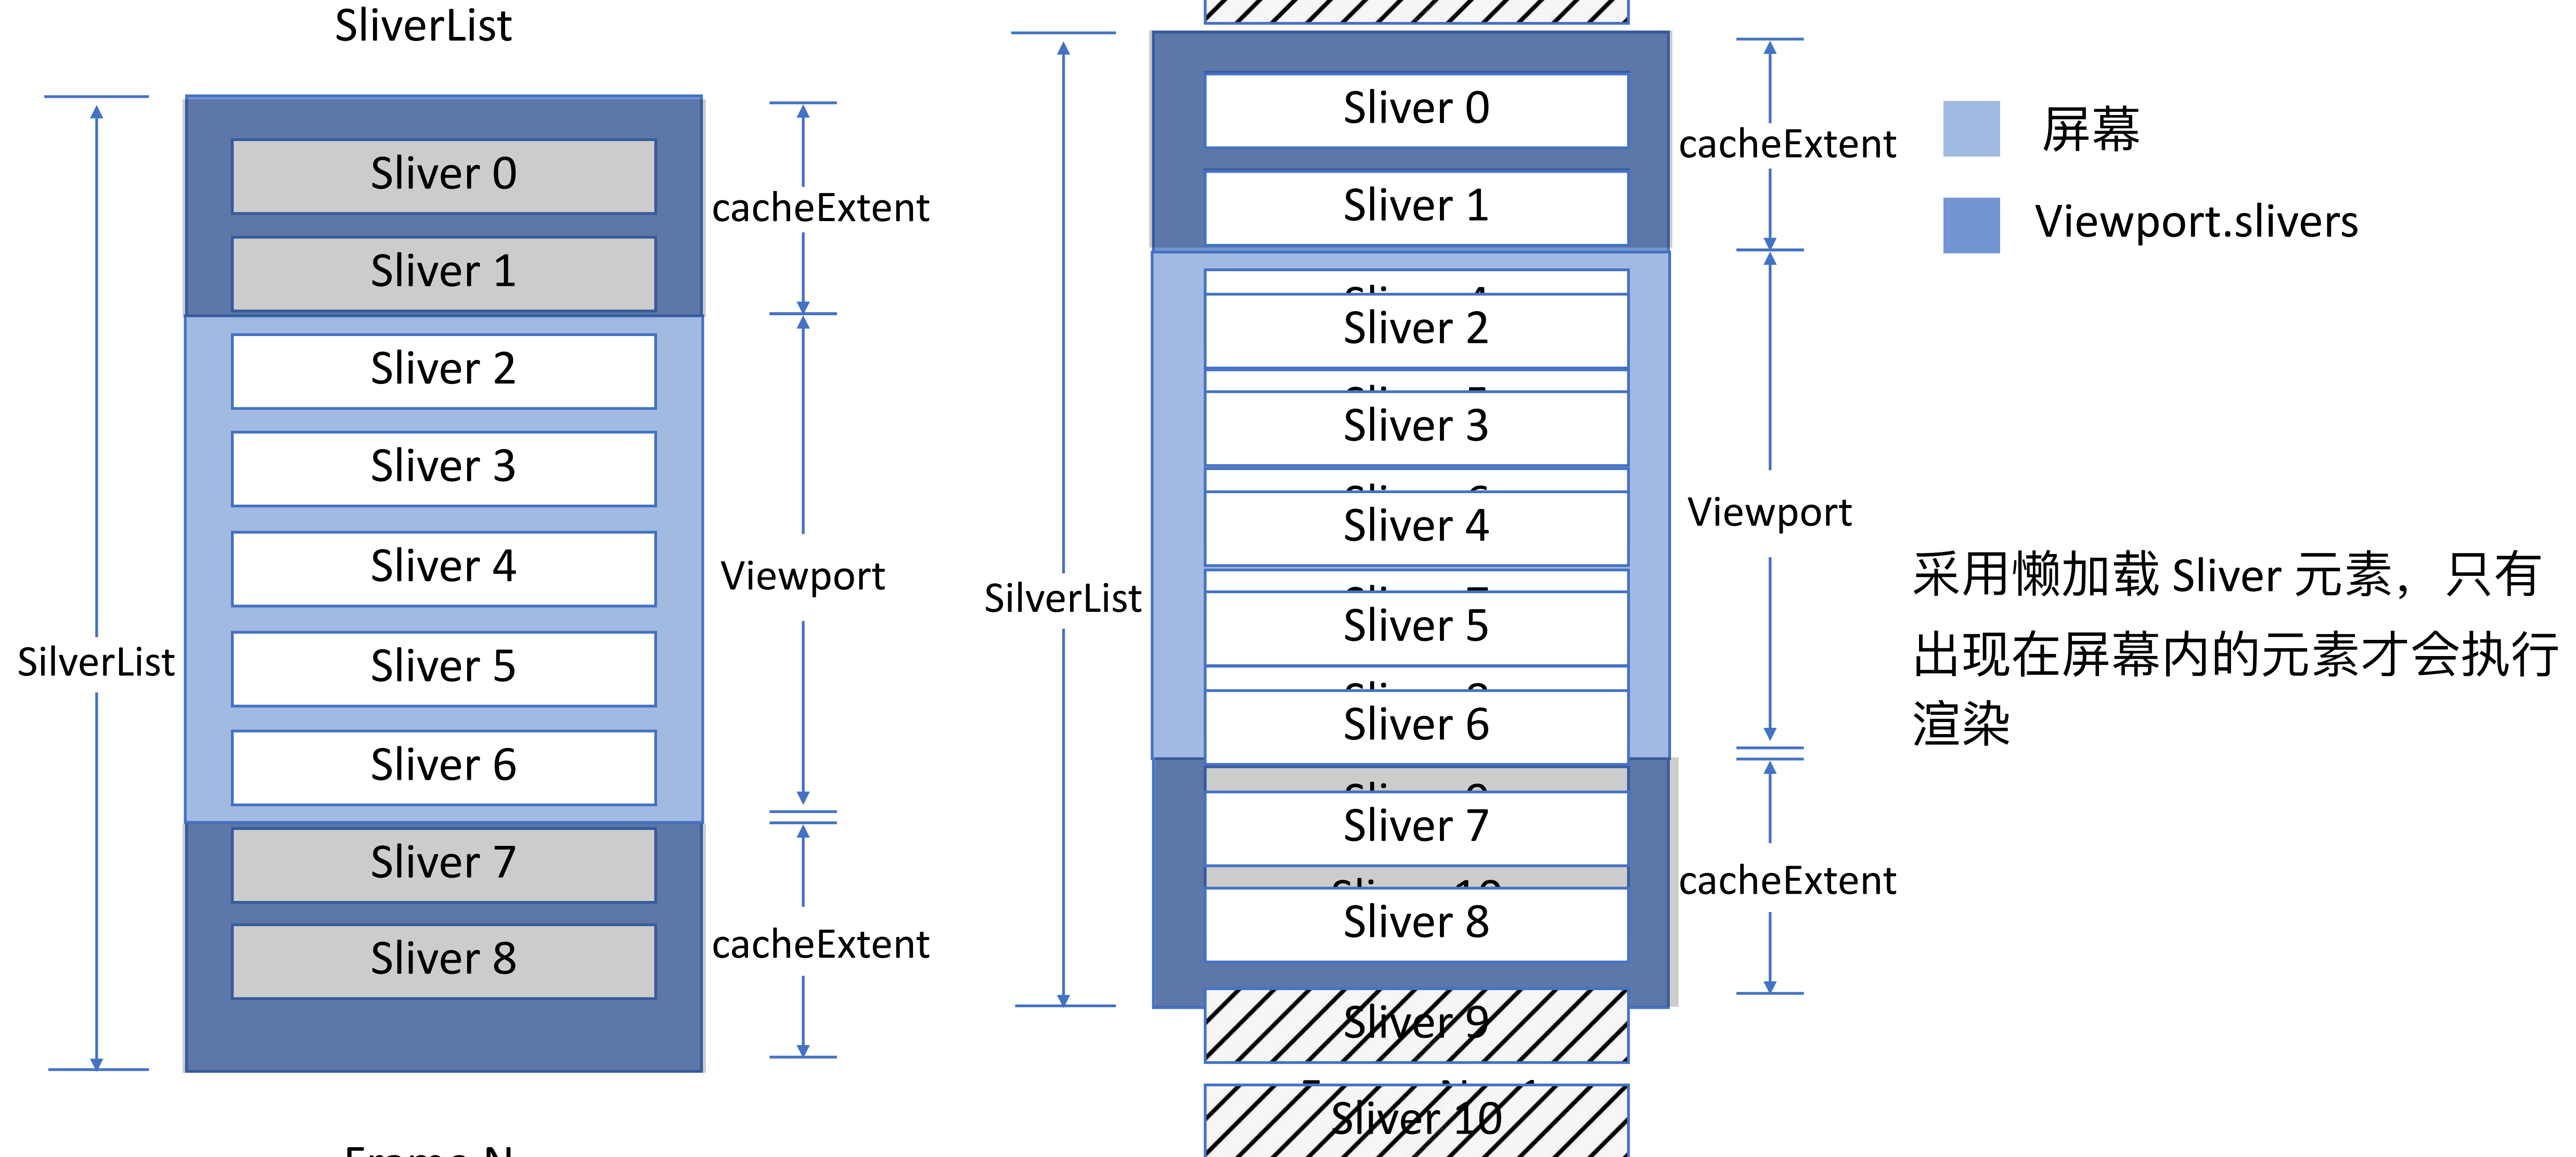 SliverList
Sliver 0
Sliver 1
Sliver 2
Sliver 3
Sliver 4
Sliver 5
Sliver 6
Sliver 7
Sliver 8
SilverList
cacheExtent
Viewport
cacheExtent
Frame N
Sliver 0
Sliver 1
Sliver 2
Sliver 3
Sliver 4
Sliver 5
Sliver 6
Sliver 7
Sliver 8
Sliver 9
Sliver 10
SilverList
cacheExtent
Viewport
cacheExtent
屏幕
Viewport.slivers
采用懒加载 Sliver 元素，只有
出现在屏幕内的元素才会执行
渲染